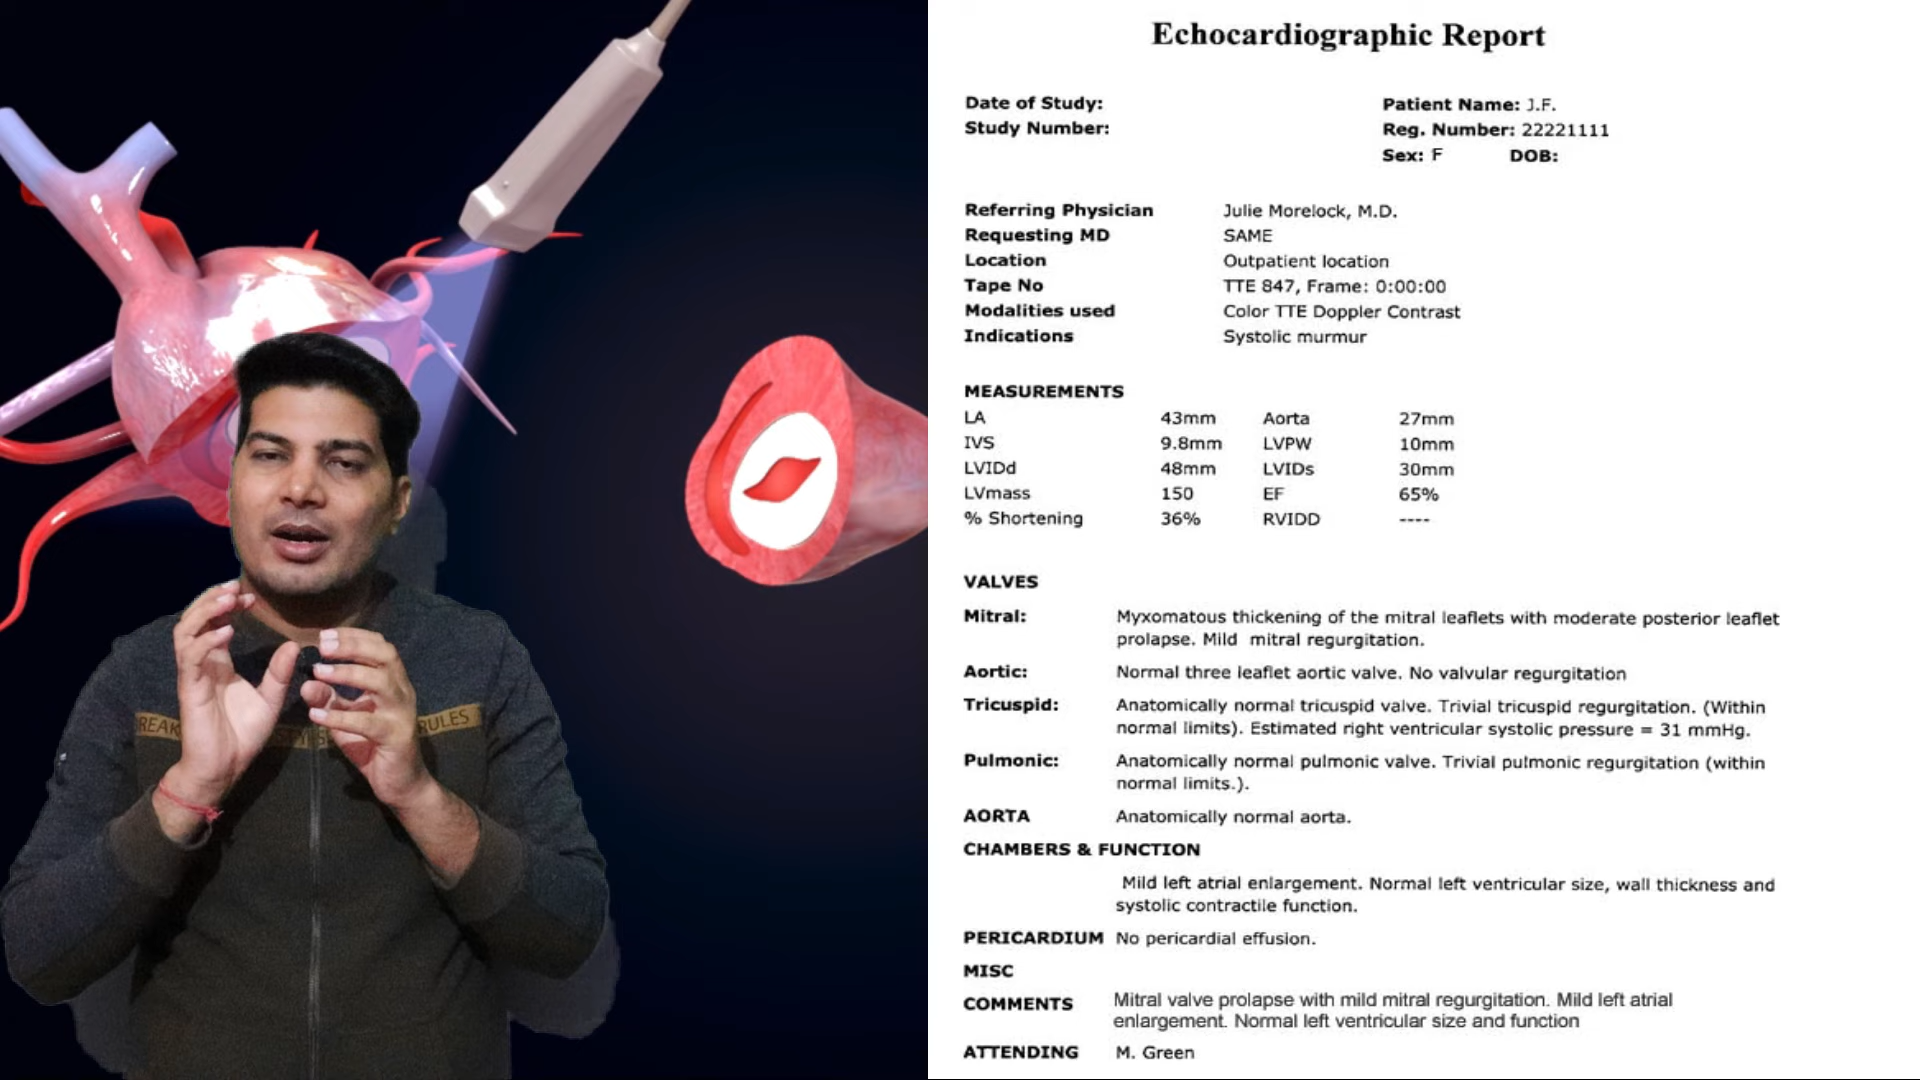 Echocardiographic Report
Date of Study:
Patient Name: J.F.
Study Number:
Reg. Number: 22221111
Sex: F DOB:
Referring Physician Julie Morelock, M.D.
Requesting MD SAME
Location Outpatient location
Tape No TTE 847, Frame: 0:00:00
Modalities used Color TTE Doppler Contrast
Indications Systolic murmur
MEASUREMENTS
LA 43mm Aorta 27mm
IVS 9.8mm LVPW 10mm
LVIDd 48mm LVIDs 30mm
LVmass 150 EF 65%
% Shortening 36% RVIDD ----
VALVES
Mitral: Myxomatous thickening of the mitral leaflets with moderate posterior leaflet
prolapse. Mild mitral regurgitation.
Aortic: Normal three leaflet aortic valve. No valvular regurgitation
Tricuspid: Anatomically normal tricuspid valve. Trivial tricuspid regurgitation. (Within
normal limits). Estimated right ventricular systolic pressure = 31 mmHg.
Pulmonic: Anatomically normal pulmonic valve. Trivial pulmonic regurgitation (within
normal limits.).
AORTA Anatomically normal aorta.
CHAMBERS & FUNCTION
Mild left atrial enlargement. Normal left ventricular size, wall thickness and
systolic contractile function.
PERICARDIUM No pericardial effusion.
MISC
COMMENTS Mitral valve prolapse with mild mitral regurgitation. Mild left atrial
enlargement. Normal left ventricular size and function
ATTENDING M. Green
RULES